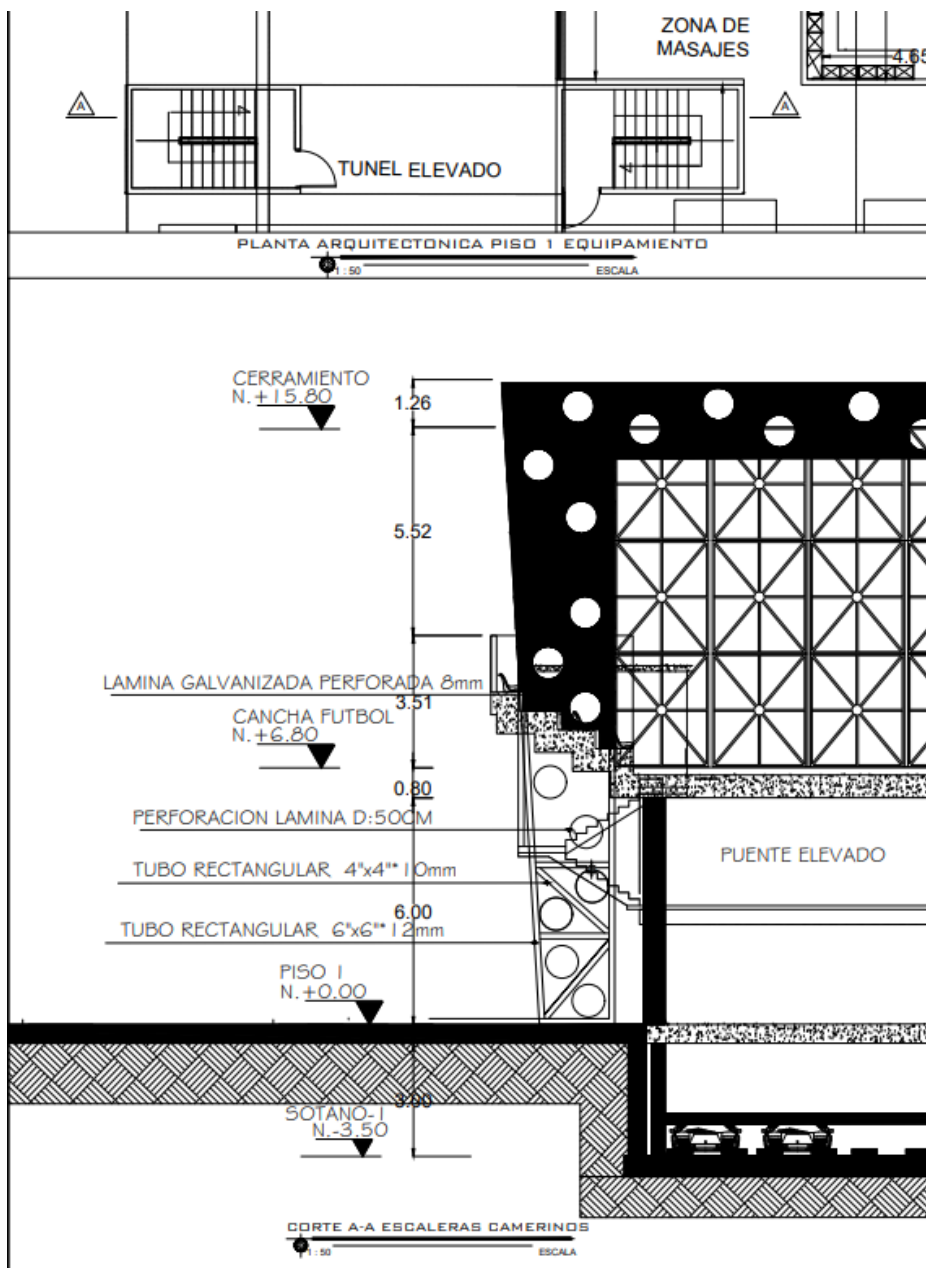 ZONA DE
MASAJES
4.65
A
A
TUNEL ELEVADO
PLANTA ARQUITECTONICA PISO 1 EQUIPAMIENTO
1 : 50
ESCALA
CERRAMIENTO
N.+15.80
1.26
5.52
LAMINA GALVANIZADA PERFORADA 8mm
3.51
CANCHA FUTBOL
N.+6.80
0.80
PERFORACION LAMINA D:50CM
PUENTE ELEVADO
TUBO RECTANGULAR 4"x4"*10mm
6.00
TUBO RECTANGULAR 6"x6"*12mm
PISO 1
N.+0.00
3.00
SOTANO-1
N.-3.50
CORTE A-A ESCALERAS CAMERINOS
1 : 50
ESCALA